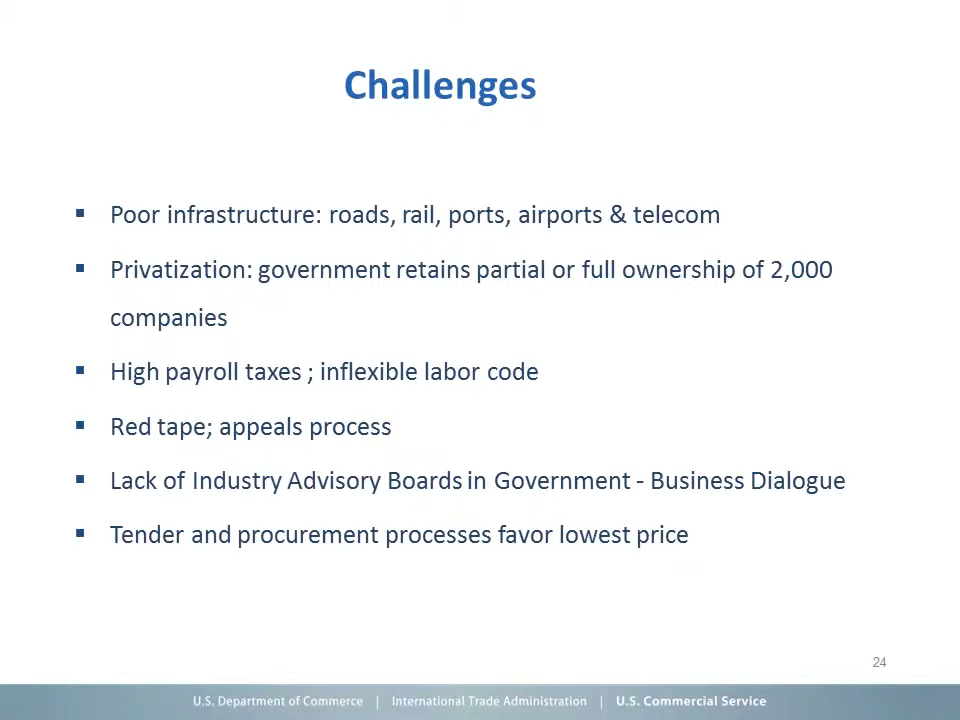 Challenges
▪ Poor infrastructure: roads, rail, ports, airports & telecom
▪ Privatization: government retains partial or full ownership of 2,000
companies
▪ High payroll taxes ; inflexible labor code
▪ Red tape; appeals process
▪ Lack of Industry Advisory Boards in Government - Business Dialogue
▪ Tender and procurement processes favor lowest price
24
U.S. Department of Commerce | International Trade Administration | U.S. Commercial Service